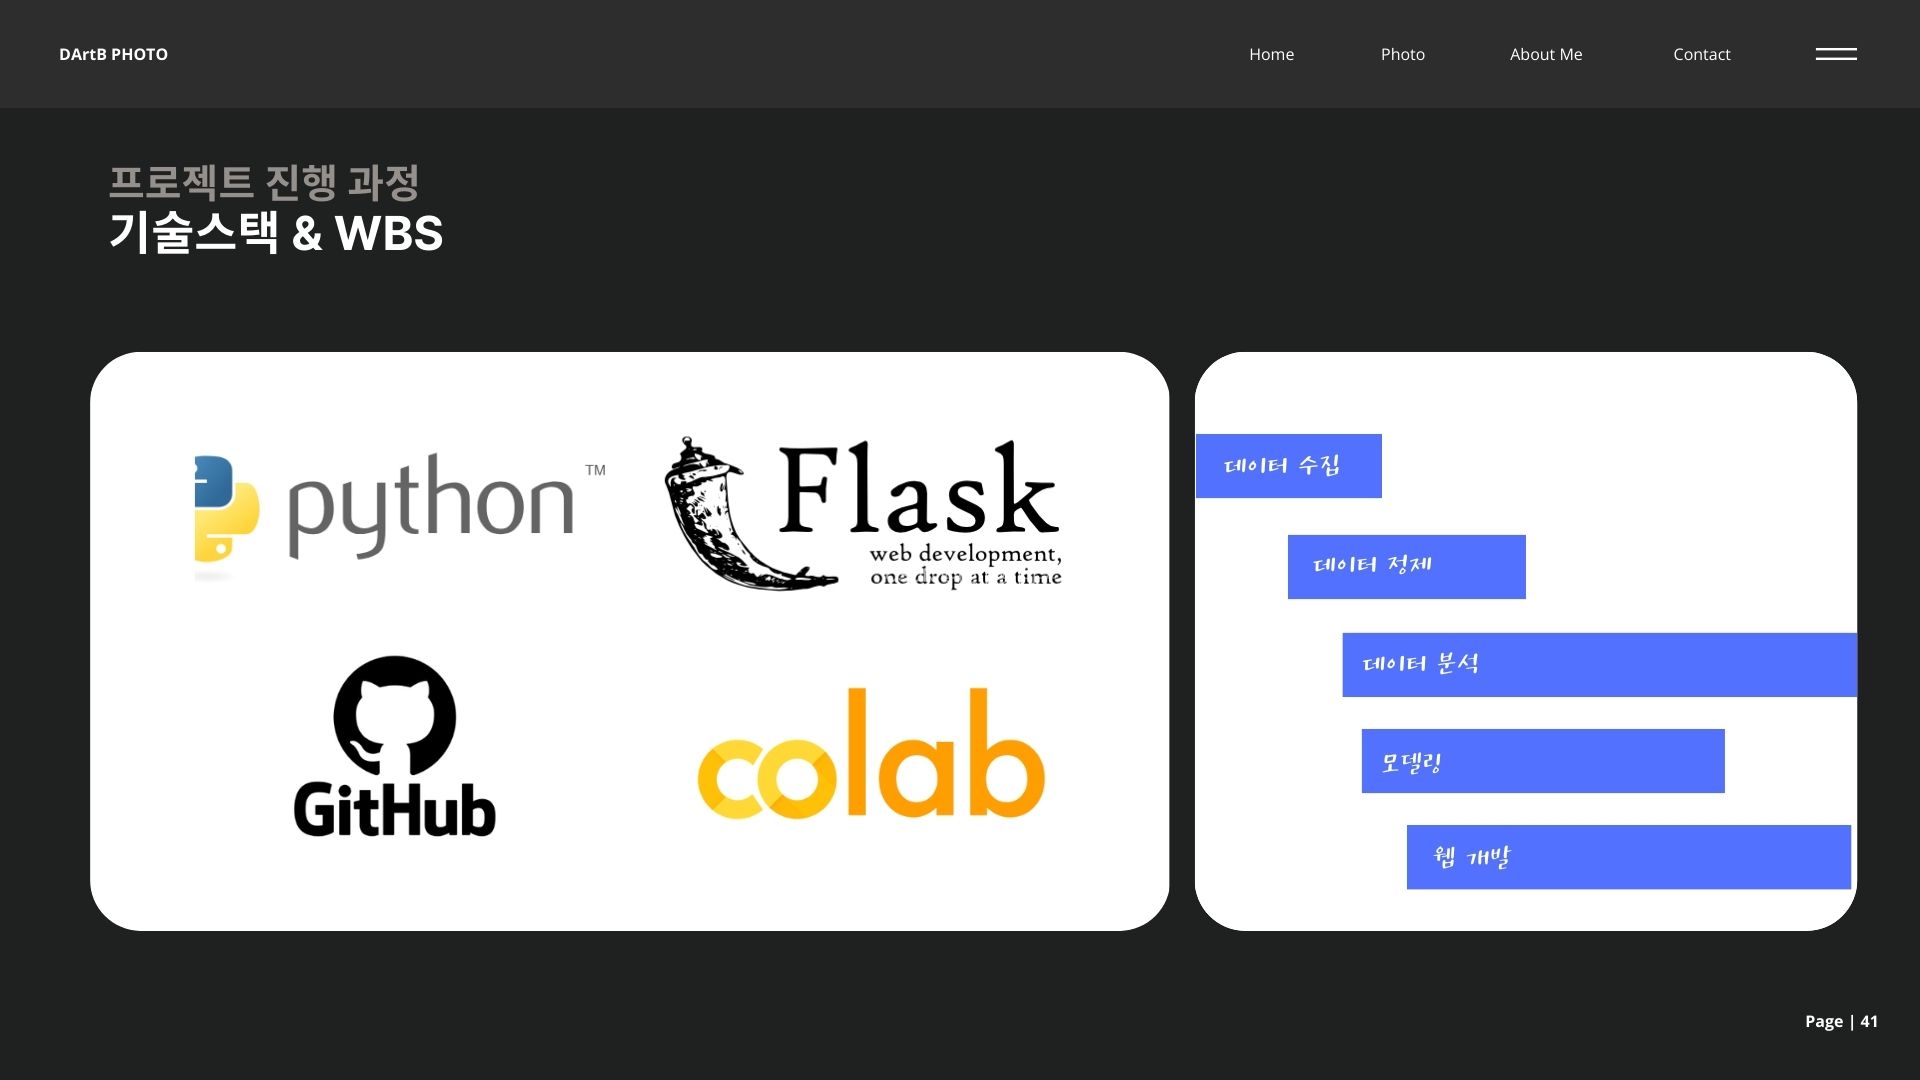 DArtB PHOTO
Home
Photo
About Me
Contact
프로젝트 진행 과정
기술스택 & WBS
python TM
Flask
web development,
one drop at a time
GitHub
colab
데이터 수집
데이터 정제
데이터 분석
모델링
웹 개발
Page | 41